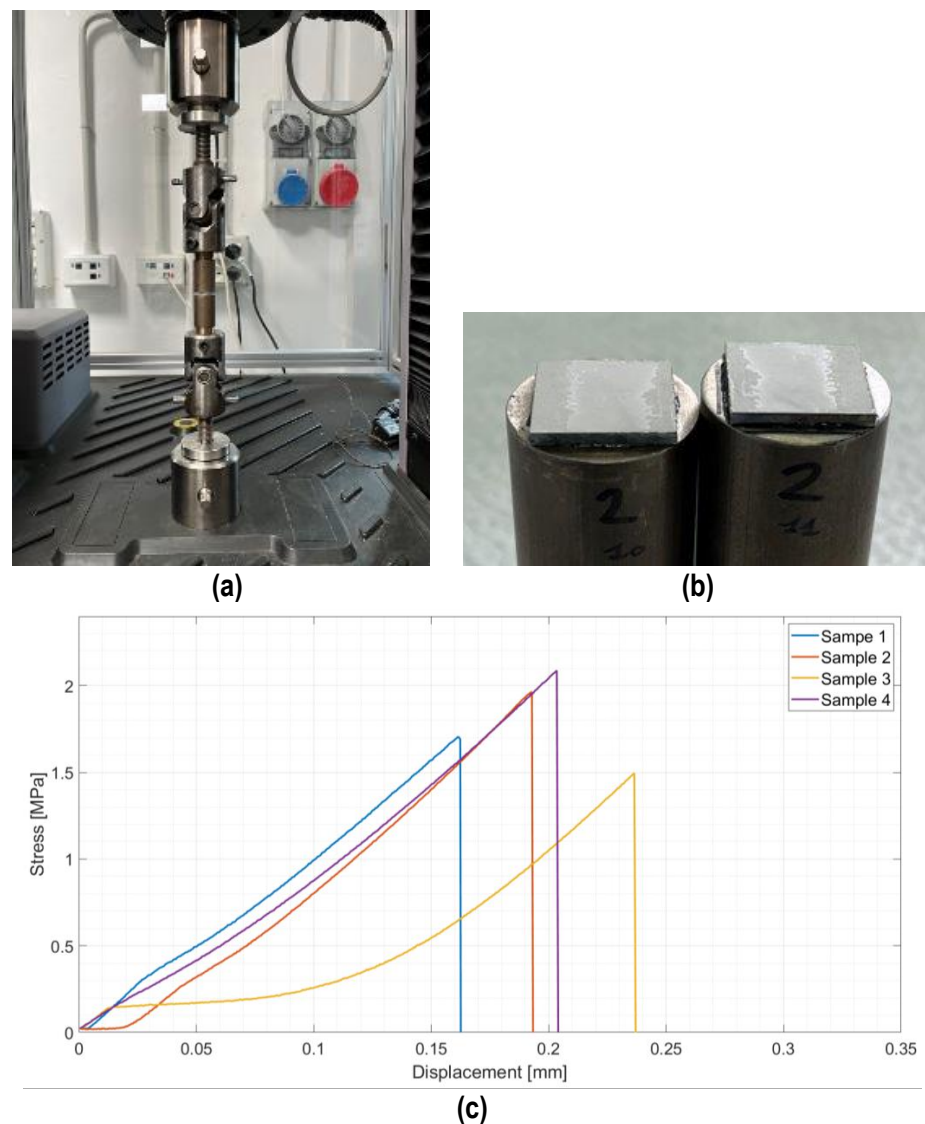 2
10
2
11
(a)
(b)
Sampe 1
Sample 2
Sample 3
Sample 4
2
1.5
1
0.5
0
Stress [MPa]
0
0.05
0.1
0.15
0.2
0.25
0.3
0.35
Displacement [mm]
(c)